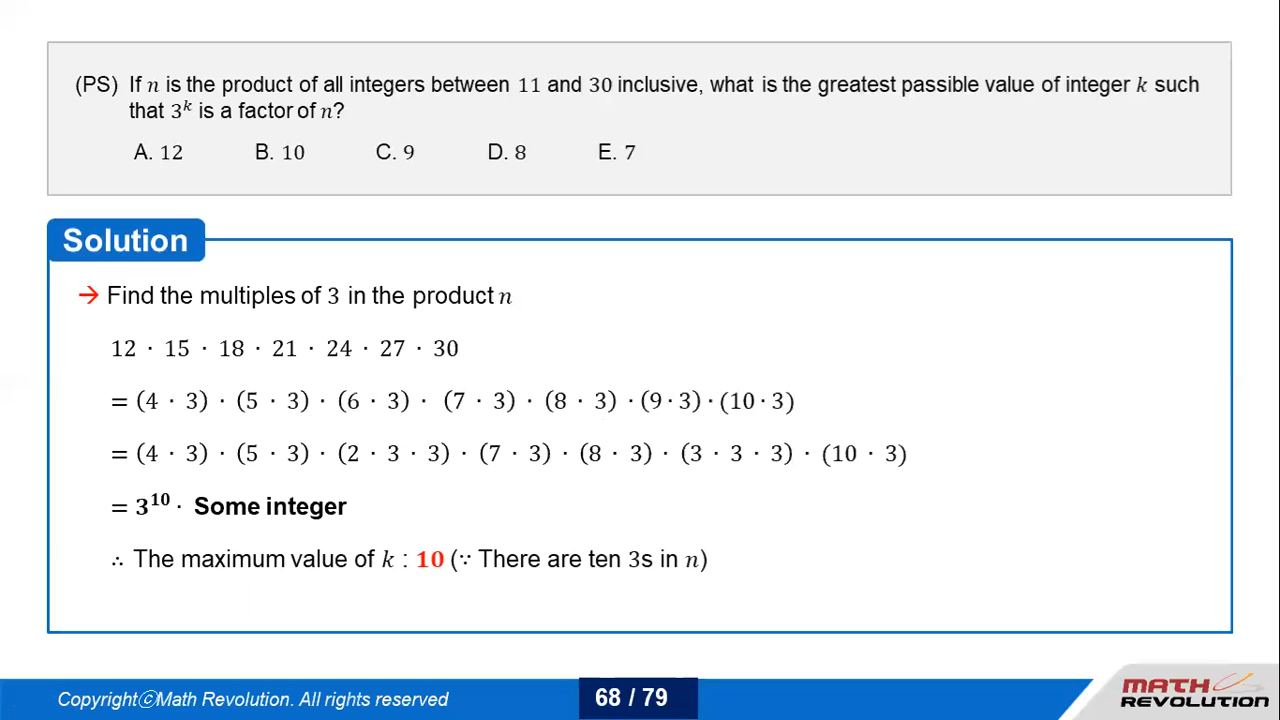 (PS) If n is the product of all integers between 11 and 30 inclusive, what is the greatest passible value of integer k such
that 3^k is a factor of n?
A. 12 B. 10 C. 9 D. 8 E. 7
Solution
→ Find the multiples of 3 in the product n
12 · 15 · 18 · 21 · 24 · 27 · 30
= (4 · 3) · (5 · 3) · (6 · 3) · (7 · 3) · (8 · 3) · (9 · 3) · (10 · 3)
= (4 · 3) · (5 · 3) · (2 · 3 · 3) · (7 · 3) · (8 · 3) · (3 · 3 · 3) · (10 · 3)
= 3^10 · Some integer
∴ The maximum value of k : 10 (∵ There are ten 3s in n)
CopyrightⓒMath Revolution. All rights reserved
68 / 79
MATH
REVOLUTION